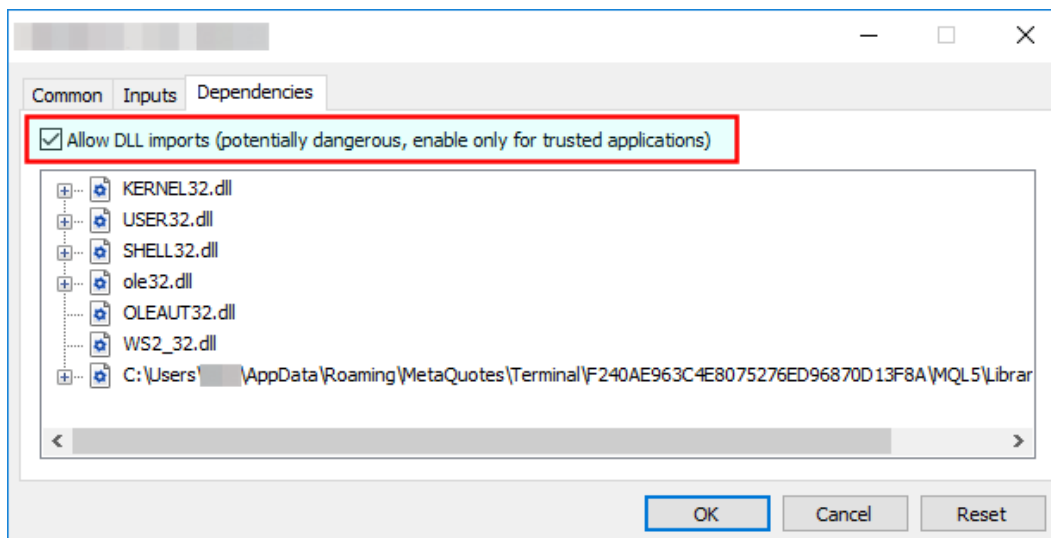 Common Inputs Dependencies
Allow DLL imports (potentially dangerous, enable only for trusted applications)
KERNEL32.dll
USER32.dll
SHELL32.dll
ole32.dll
OLEAUT32.dll
WS2_32.dll
C:\Users\ \AppData\Roaming\MetaQuotes\Terminal\F240AE963C4E8075276ED96870D13F8A\MQL5\Librar
OK Cancel Reset